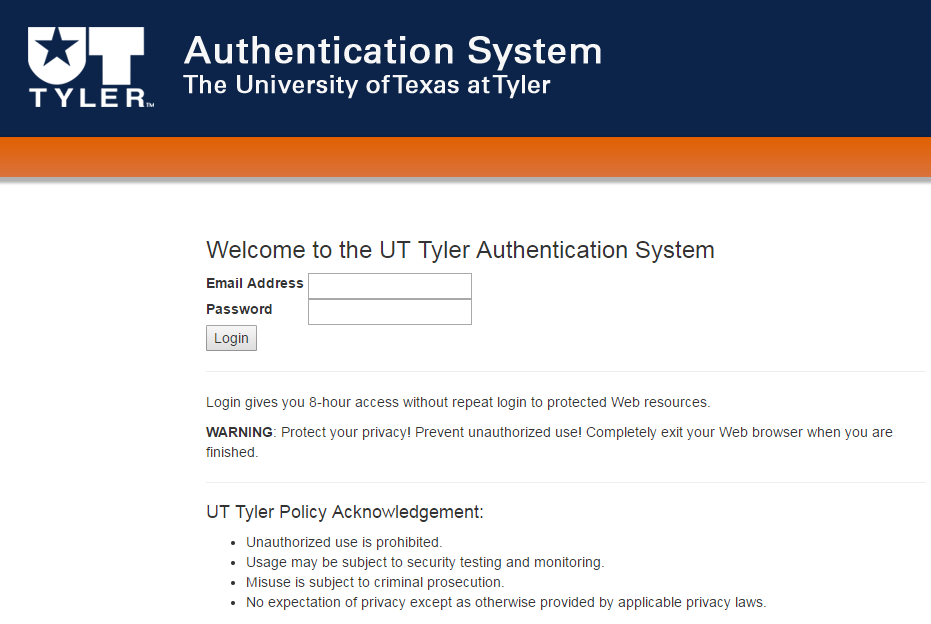 UT
TYLER™
Authentication System
The University of Texas at Tyler
Welcome to the UT Tyler Authentication System
Email Address
Password
Login
Login gives you 8-hour access without repeat login to protected Web resources.
WARNING: Protect your privacy! Prevent unauthorized use! Completely exit your Web browser when you are
finished.
UT Tyler Policy Acknowledgement:
• Unauthorized use is prohibited.
• Usage may be subject to security testing and monitoring.
• Misuse is subject to criminal prosecution.
• No expectation of privacy except as otherwise provided by applicable privacy laws.